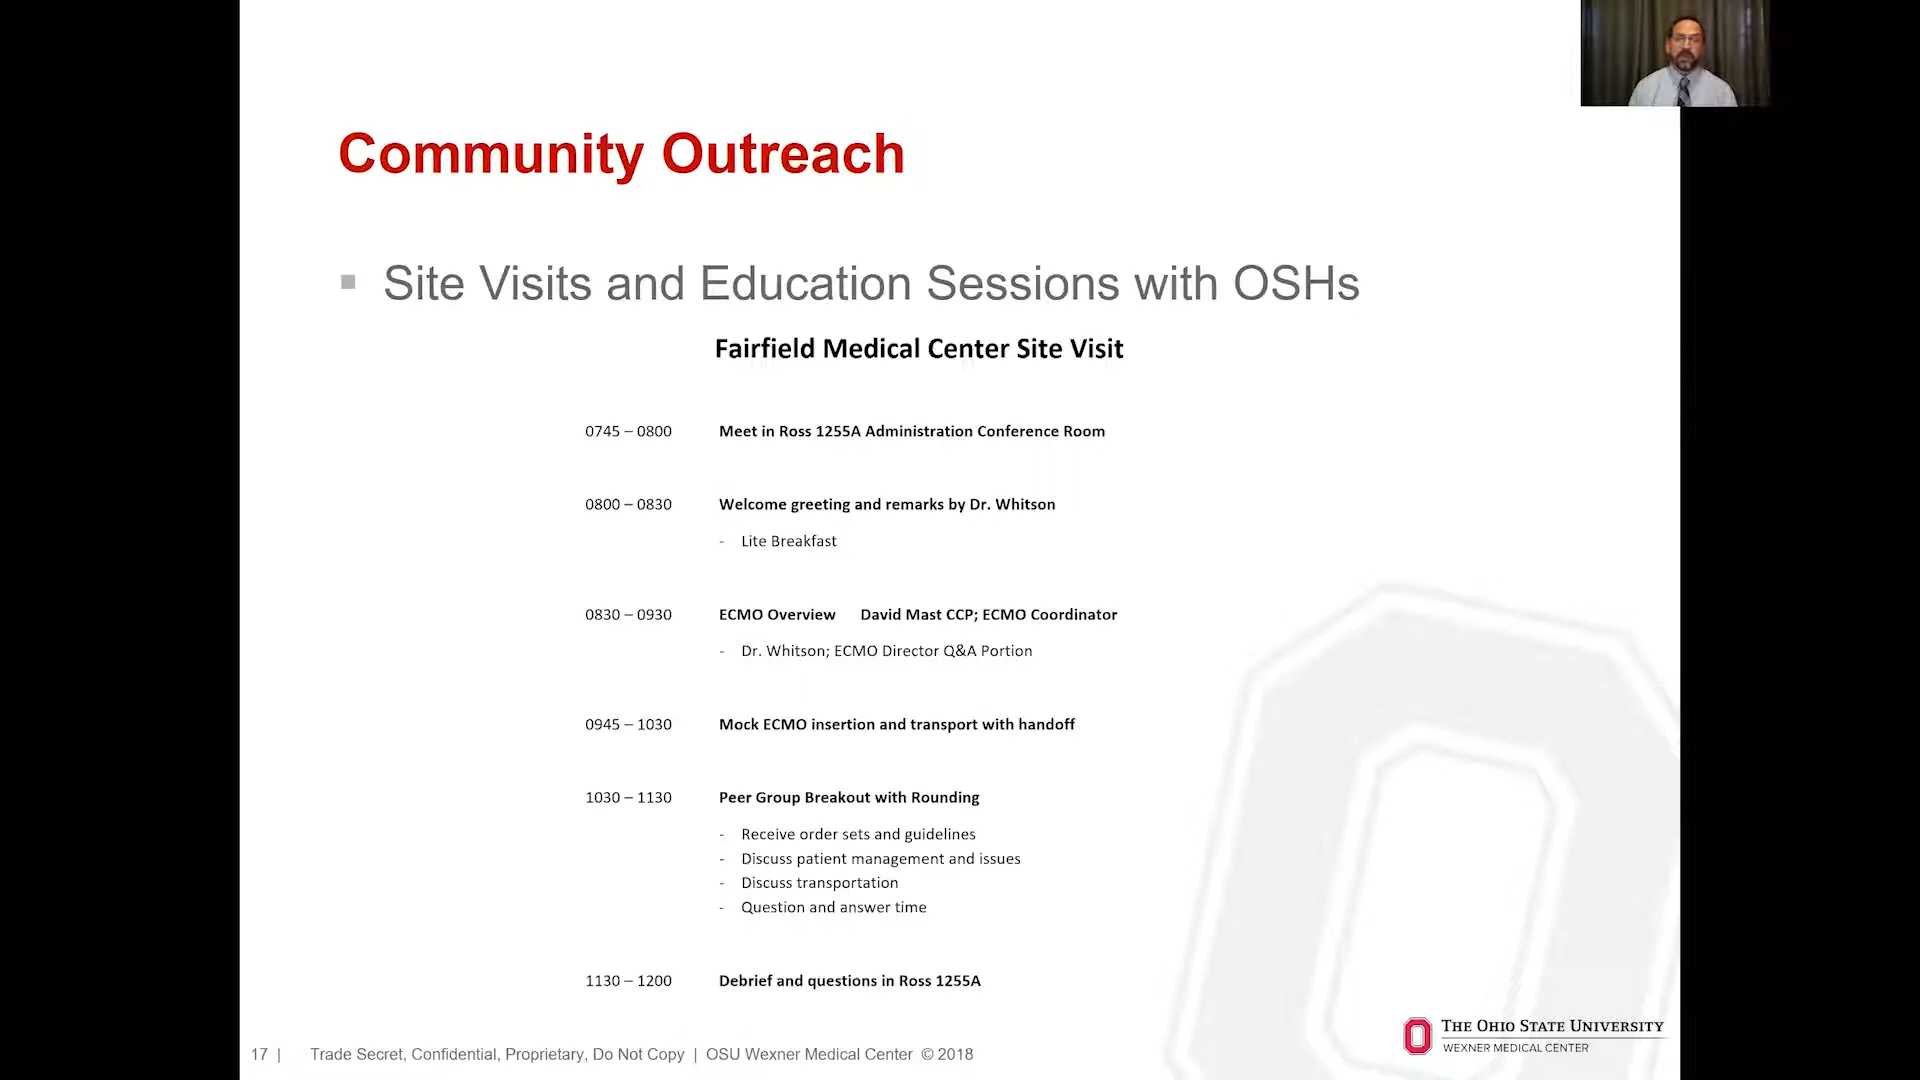 Community Outreach
Site Visits and Education Sessions with OSHs
Fairfield Medical Center Site Visit
0745 – 0800 Meet in Ross 1255A Administration Conference Room
0800 – 0830 Welcome greeting and remarks by Dr. Whitson
- Lite Breakfast
0830 – 0930 ECMO Overview David Mast CCP; ECMO Coordinator
- Dr. Whitson; ECMO Director Q&A Portion
0945 – 1030 Mock ECMO insertion and transport with handoff
1030 – 1130 Peer Group Breakout with Rounding
- Receive order sets and guidelines
- Discuss patient management and issues
- Discuss transportation
- Question and answer time
1130 – 1200 Debrief and questions in Ross 1255A
THE OHIO STATE UNIVERSITY
WEXNER MEDICAL CENTER
17 | Trade Secret, Confidential, Proprietary, Do Not Copy | OSU Wexner Medical Center © 2018